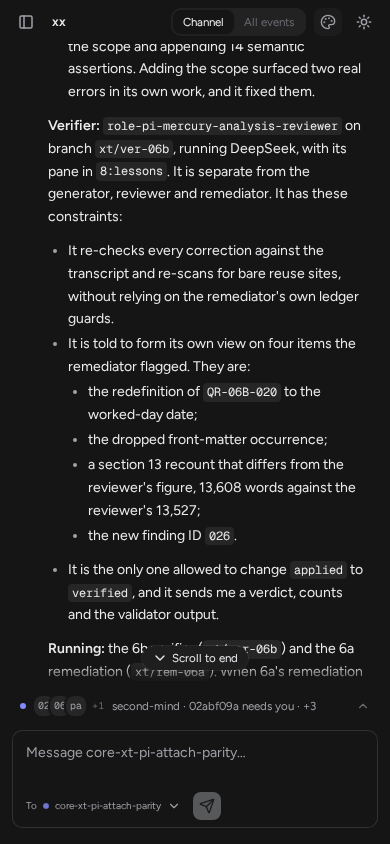 xx
Channel
All events
the scope and appending 14 semantic
assertions. Adding the scope surfaced two real
errors in its own work, and it fixed them.
Verifier: role-pi-mercury-analysis-reviewer on
branch xt/ver-06b, running DeepSeek, with its
pane in 8:lessons. It is separate from the
generator, reviewer and remediator. It has these
constraints:
• It re-checks every correction against the
transcript and re-scans for bare reuse sites,
without relying on the remediator's own ledger
guards.
• It is told to form its own view on four items the
remediator flagged. They are:
• the redefinition of QR-06B-020 to the
worked-day date;
• the dropped front-matter occurrence;
• a section 13 recount that differs from the
reviewer's figure, 13,608 words against the
reviewer's 13,527;
• the new finding ID 026.
• It is the only one allowed to change applied to
verified, and it sends me a verdict, counts
and the validator output.
Running: the 6b -06b) and the 6a
Scroll to end
remediation (xt/rem-06a). When 6a's remediation
02 06 pa +1 second-mind · 02abf09a needs you · +3
Message core-xt-pi-attach-parity...
To core-xt-pi-attach-parity